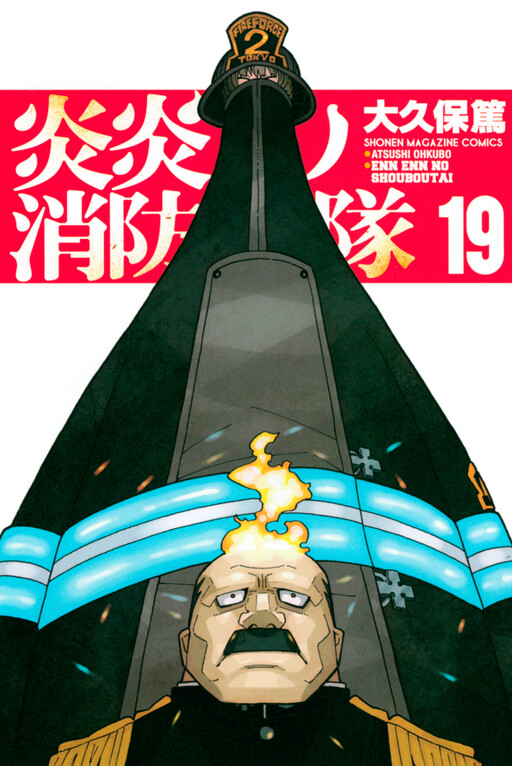 FIRE FORCE
2
TOKYO
炎炎ノ
消防隊
大久保篤
SHONEN MAGAZINE COMICS
ATSUSHI OHKUBO
ENN ENN NO
SHOUBOUTAI
19